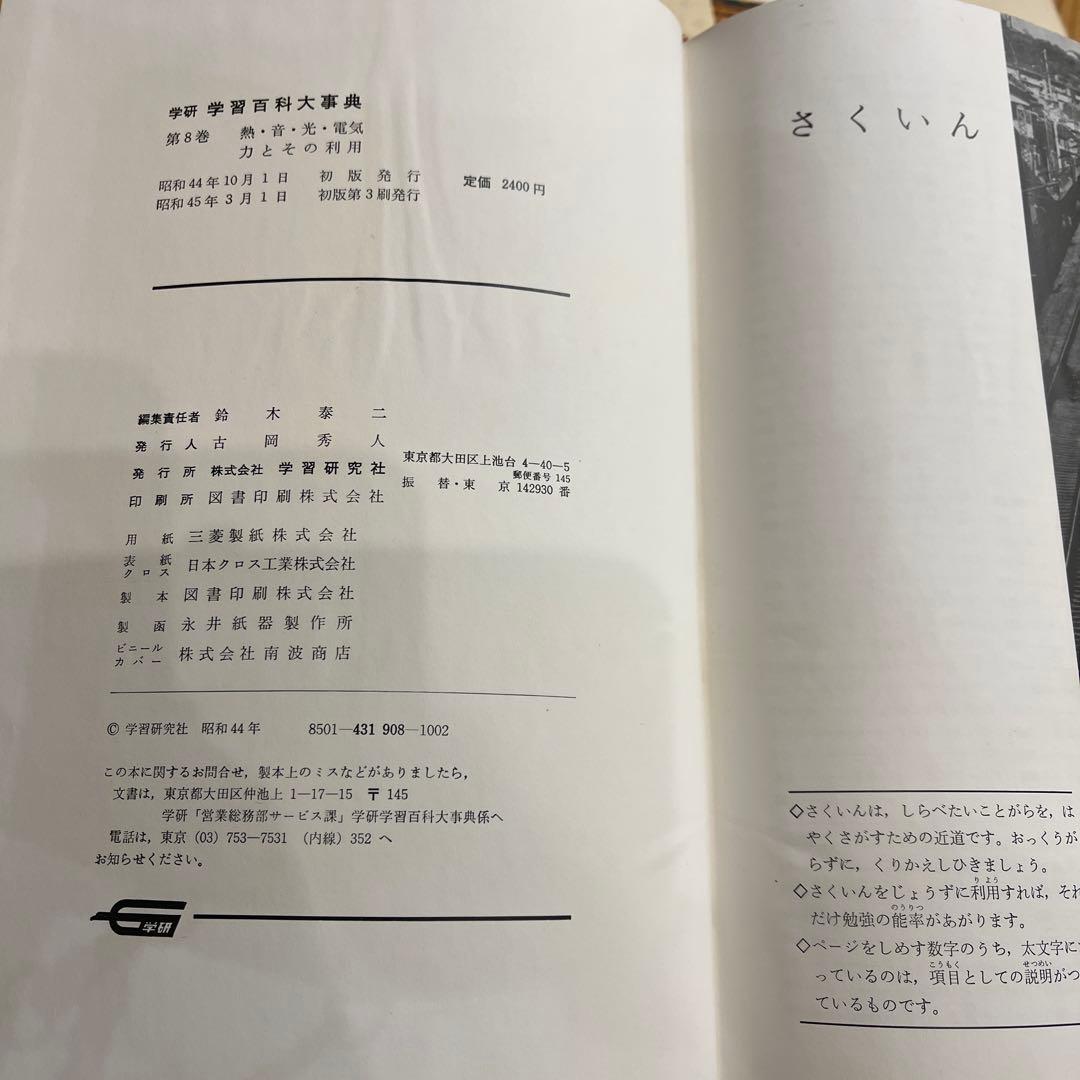 学研 学習百科大事典
第8巻 熱・音・光・電気
力とその利用
昭和44年10月1日 初版発行 定価 2400円
昭和45年3月1日 初版第3刷発行
編集責任者 鈴木泰二
発行人 古岡秀人
発行所 株式会社 学習研究社 東京都大田区上池台 4―40―5
郵便番号 145
印刷所 図書印刷株式会社 振替・東京 142930 番
用紙 三菱製紙株式会社
表紙クロス 日本クロス工業株式会社
製本 図書印刷株式会社
製函 永井紙器製作所
ビニールカバー 株式会社南波商店
© 学習研究社 昭和44年 8501―431 908―1002
この本に関するお問合せ，製本上のミスなどがありましたら，
文書は，東京都大田区仲池上 1―17―15 〒145
学研「営業総務部サービス課」学研学習百科大事典係へ
電話は，東京（03）753―7531 （内線）352 へ
お知らせください。
学研
さくいん
◇さくいんは，しらべたいことがらを，は
やくさがすための近道です。おっくうが
らずに，くりかえしひきましょう。
りよう
◇さくいんをじょうずに利用すれば，それ
のうりつ
だけ勉強の能率があがります。
◇ページをしめす数字のうち，太文字に
こうもく せつめい
っているのは，項目としての説明がつ
ているものです。